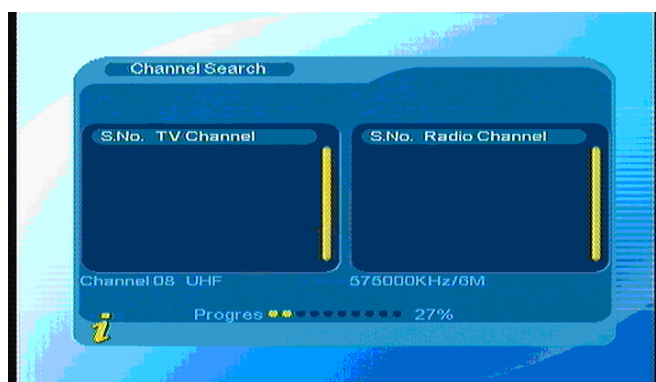 Channel Search
S.No. TV Channel
S.No. Radio Channel
Channel 08 UHF
575000KHz/6M
Progres 27%